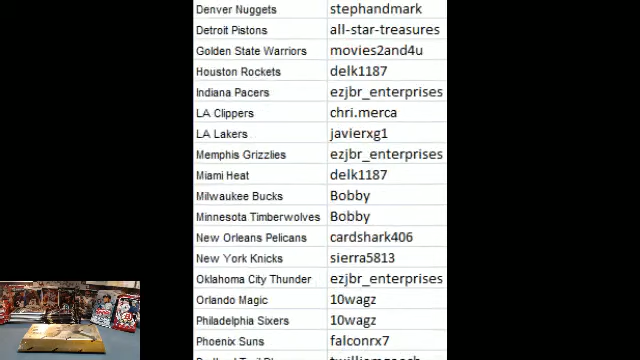 Denver Nuggets stephandmark
Detroit Pistons all-star-treasures
Golden State Warriors movies2and4u
Houston Rockets delk1187
Indiana Pacers ezjbr_enterprises
LA Clippers chri.merca
LA Lakers javierxg1
Memphis Grizzlies ezjbr_enterprises
Miami Heat delk1187
Milwaukee Bucks Bobby
Minnesota Timberwolves Bobby
New Orleans Pelicans cardshark406
New York Knicks sierra5813
Oklahoma City Thunder ezjbr_enterprises
Orlando Magic 10wagz
Philadelphia Sixers 10wagz
Phoenix Suns falconrx7